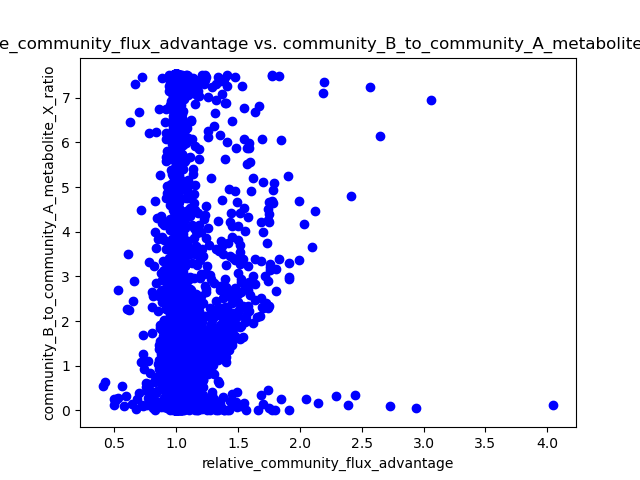 e_community_flux_advantage vs. community_B_to_community_A_metabolite
community_B_to_community_A_metabolite_X_ratio
7
6
5
4
3
2
1
0
0.5 1.0 1.5 2.0 2.5 3.0 3.5 4.0
relative_community_flux_advantage